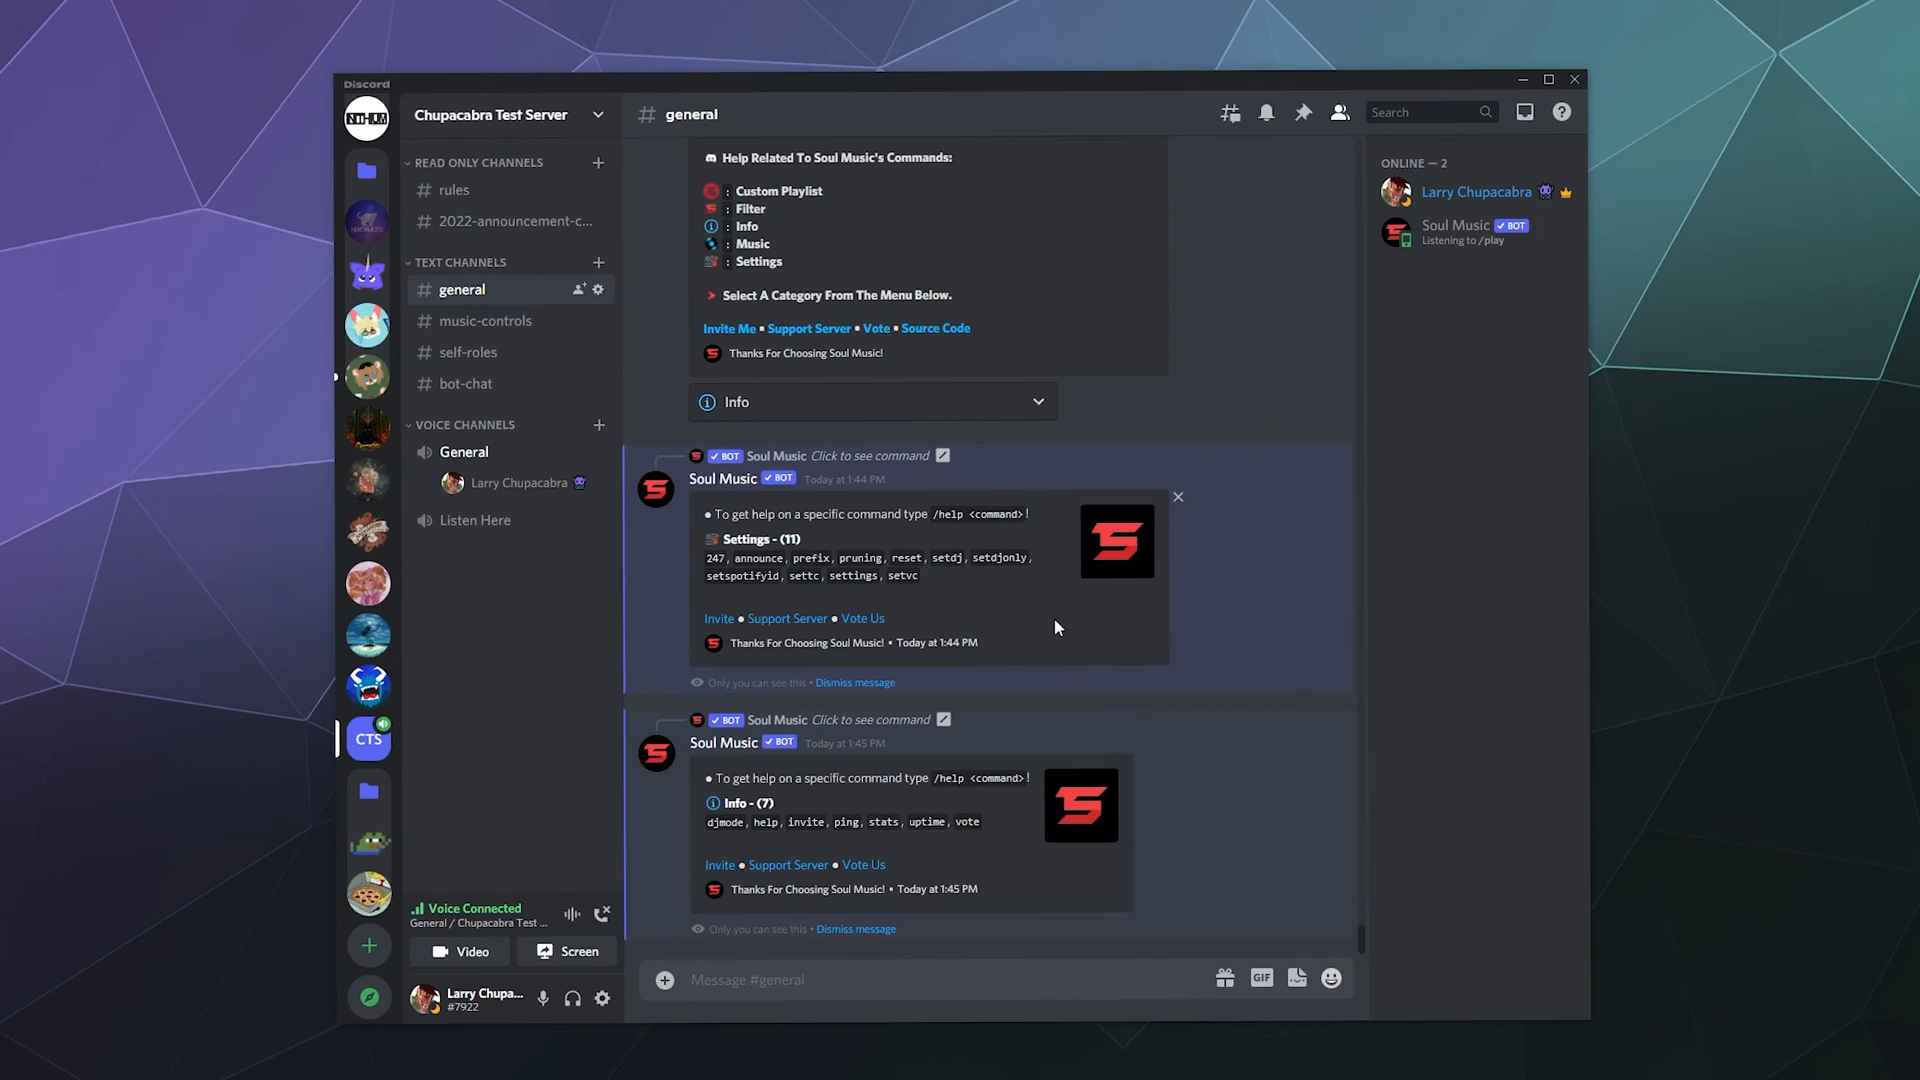 Discord
Chupacabra Test Server
READ ONLY CHANNELS
rules
2022-announcement-c...
TEXT CHANNELS
general
music-controls
self-roles
bot-chat
VOICE CHANNELS
General
Larry Chupacabra
Listen Here
CTS
Voice Connected
General / Chupacabra Test ...
Video
Screen
Larry Chupa...
#7922
# general
Search
Help Related To Soul Music's Commands:
: Custom Playlist
: Filter
: Info
: Music
: Settings
Select A Category From The Menu Below.
Invite Me • Support Server • Vote • Source Code
Thanks For Choosing Soul Music!
Info
BOT Soul Music Click to see command
Soul Music BOT Today at 1:44 PM
• To get help on a specific command type /help <command>!
Settings - (11)
247, announce, prefix, pruning, reset, setdj, setdjonly,
setspotifyid, settc, settings, setvc
Invite • Support Server • Vote Us
Thanks For Choosing Soul Music! • Today at 1:44 PM
Only you can see this • Dismiss message
BOT Soul Music Click to see command
Soul Music BOT Today at 1:45 PM
• To get help on a specific command type /help <command>!
Info - (7)
djmode, help, invite, ping, stats, uptime, vote
Invite • Support Server • Vote Us
Thanks For Choosing Soul Music! • Today at 1:45 PM
Only you can see this • Dismiss message
Message #general
GIF
ONLINE — 2
Larry Chupacabra
Soul Music BOT
Listening to /play